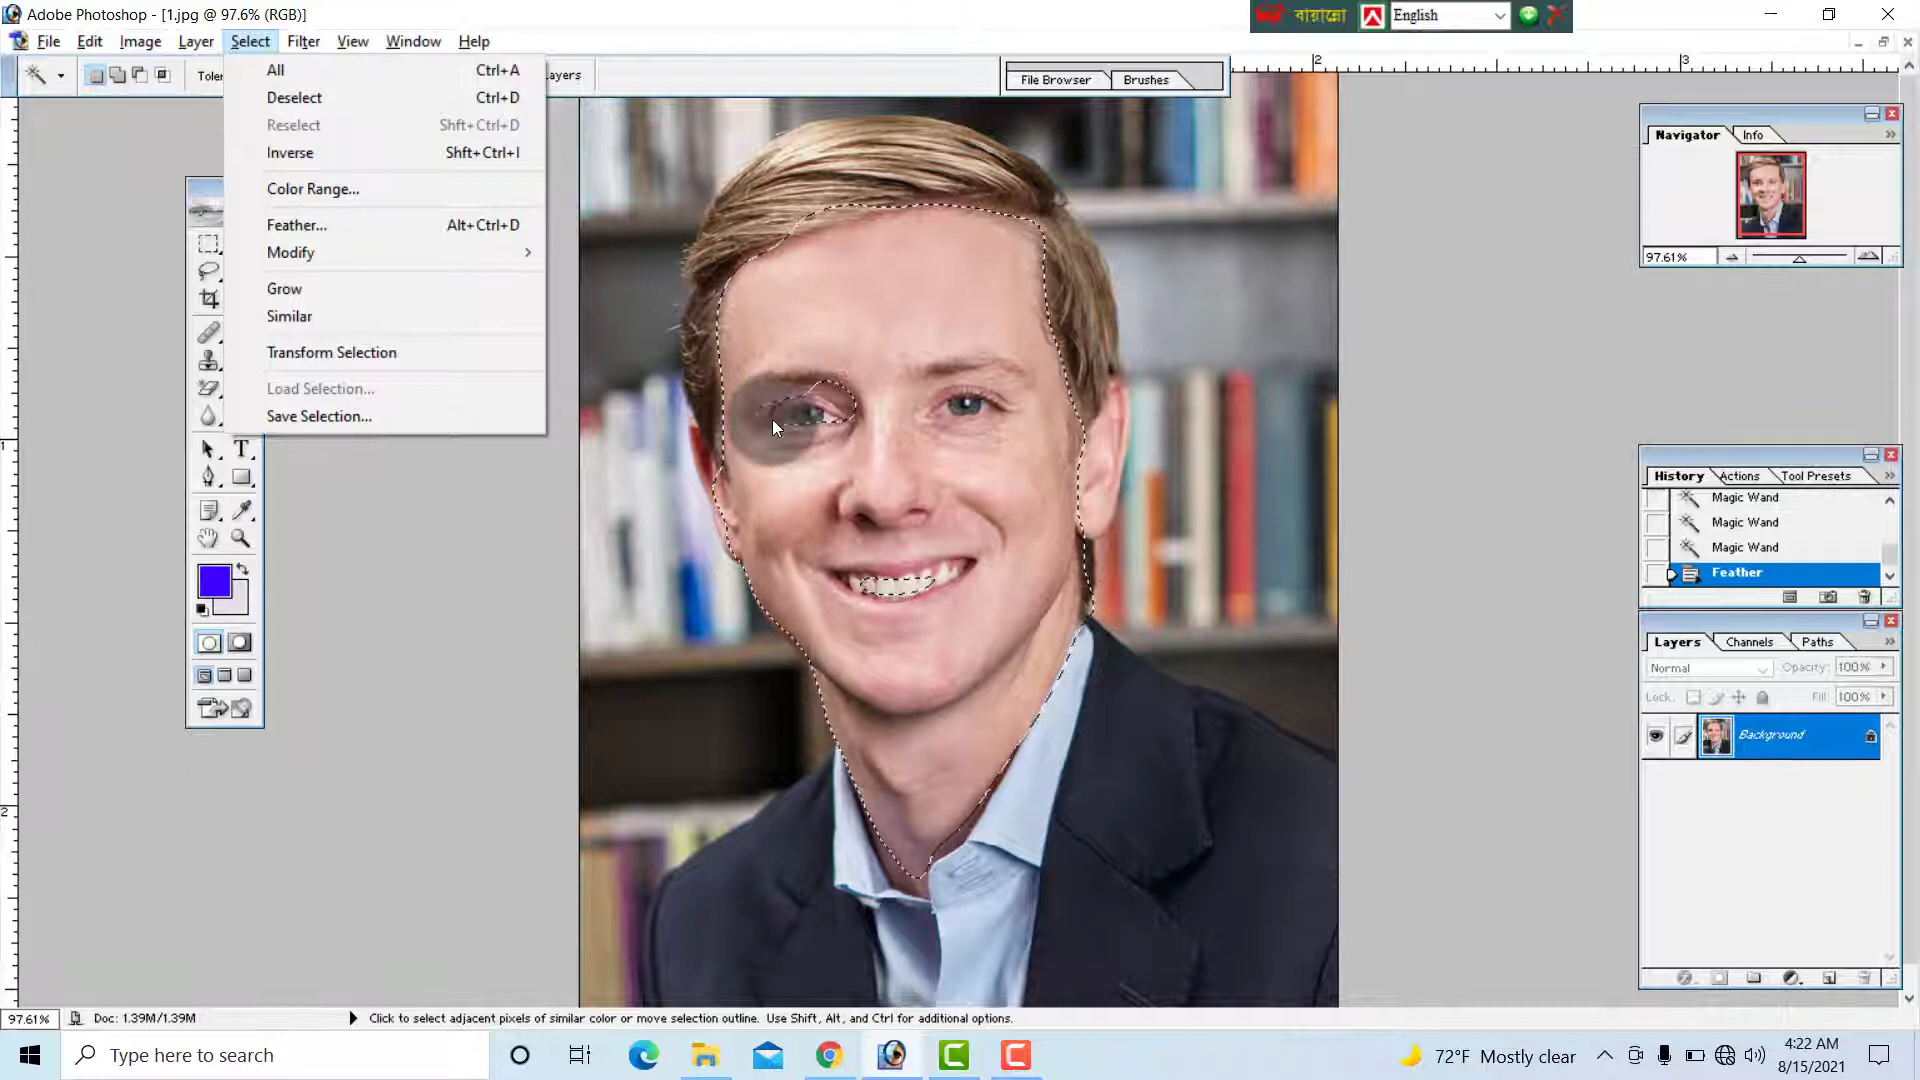 Adobe Photoshop - [1.jpg @ 97.6% (RGB)]
বায়ান্নো
English
File Edit Image Layer Select Filter View Window Help
Toler
ayers
File Browser
Brushes
2
3
All Ctrl+A
Deselect Ctrl+D
Reselect Shft+Ctrl+D
Inverse Shft+Ctrl+I
Color Range...
Feather... Alt+Ctrl+D
Modify
Grow
Similar
Transform Selection
Load Selection...
Save Selection...
Navigator
Info
97.61%
1
2
T
History
Actions
Tool Presets
Magic Wand
Magic Wand
Magic Wand
Feather
Layers
Channels
Paths
Normal
Opacity: 100%
Lock:
Fill: 100%
Background
97.61%
Doc: 1.39M/1.39M
Click to select adjacent pixels of similar color or move selection outline. Use Shift, Alt, and Ctrl for additional options.
Type here to search
72°F Mostly clear
4:22 AM
8/15/2021